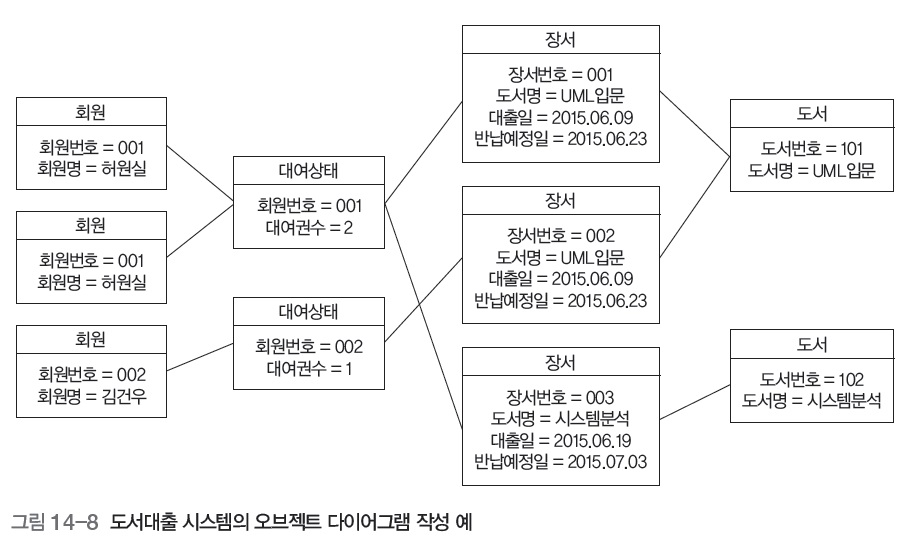 회원
회원번호 = 001
회원명 = 허원실
회원
회원번호 = 001
회원명 = 허원실
회원
회원번호 = 002
회원명 = 김건우
대여상태
회원번호 = 001
대여권수 = 2
대여상태
회원번호 = 002
대여권수 = 1
장서
장서번호 = 001
도서명 = UML입문
대출일 = 2015.06.09
반납예정일 = 2015.06.23
장서
장서번호 = 002
도서명 = UML입문
대출일 = 2015.06.09
반납예정일 = 2015.06.23
장서
장서번호 = 003
도서명 = 시스템분석
대출일 = 2015.06.19
반납예정일 = 2015.07.03
도서
도서번호 = 101
도서명 = UML입문
도서
도서번호 = 102
도서명 = 시스템분석
그림 14-8 도서대출 시스템의 오브젝트 다이어그램 작성 예